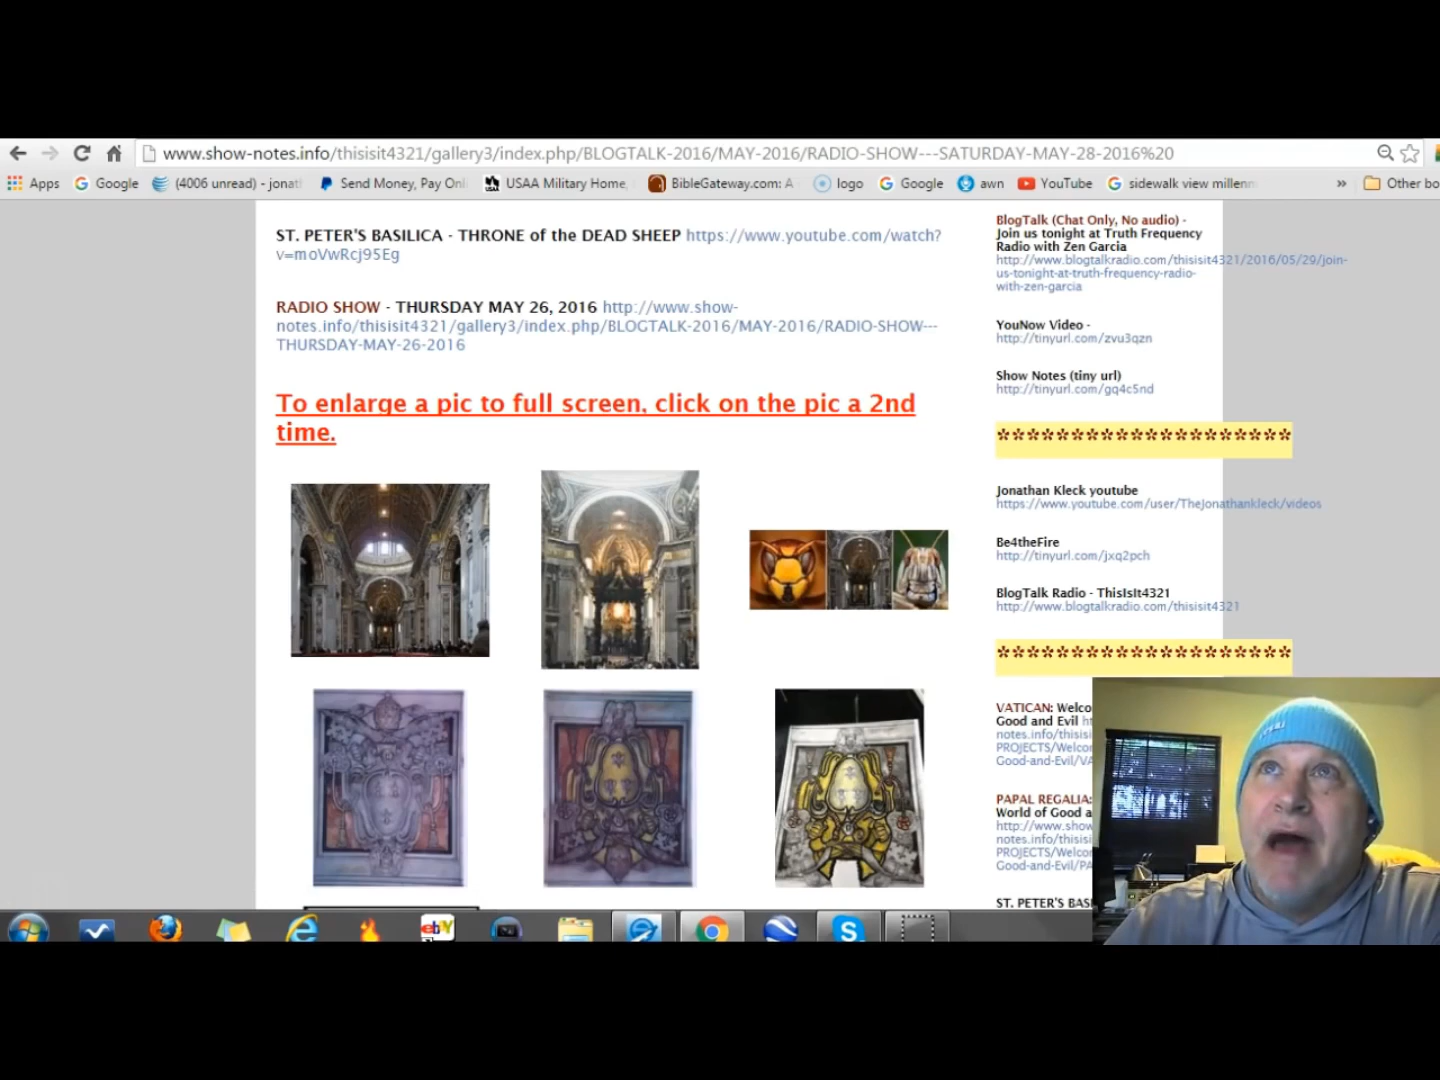 www.show-notes.info/thisisit4321/gallery3/index.php/BLOGTALK-2016/MAY-2016/RADIO-SHOW---SATURDAY-MAY-28-2016%20
Apps Google (4006 unread) - jonat Send Money, Pay Onl USAA Military Home, BibleGateway.com: A logo Google awn YouTube sidewalk view millenn » Other bo
ST. PETER'S BASILICA - THRONE of the DEAD SHEEP https://www.youtube.com/watch?
v=moVwRcj95Eg
RADIO SHOW - THURSDAY MAY 26, 2016 http://www.show-
notes.info/thisisit4321/gallery3/index.php/BLOGTALK-2016/MAY-2016/RADIO-SHOW---
THURSDAY-MAY-26-2016
To enlarge a pic to full screen, click on the pic a 2nd
time.
BlogTalk (Chat Only, No audio) -
Join us tonight at Truth Frequency
Radio with Zen Garcia
http://www.blogtalkradio.com/thisisit4321/2016/05/29/join-
us-tonight-at-truth-frequency-radio-
with-zen-garcia
YouNow Video -
http://tinyurl.com/zvu3qzn
Show Notes (tiny url)
http://tinyurl.com/gq4c5nd
********************
Jonathan Kleck youtube
https://www.youtube.com/user/TheJonathankleck/videos
Be4theFire
http://tinyurl.com/jxq2pch
BlogTalk Radio - ThisIsIt4321
http://www.blogtalkradio.com/thisisit4321
********************
VATICAN: Welco
Good and Evil ht
notes.info/thisisi
PROJECTS/Welco
Good-and-Evil/VA
PAPAL REGALIA:
World of Good a
http://www.show
notes.info/thisisi
PROJECTS/Welco
Good-and-Evil/PA
ST. PETER'S BASI
ebY